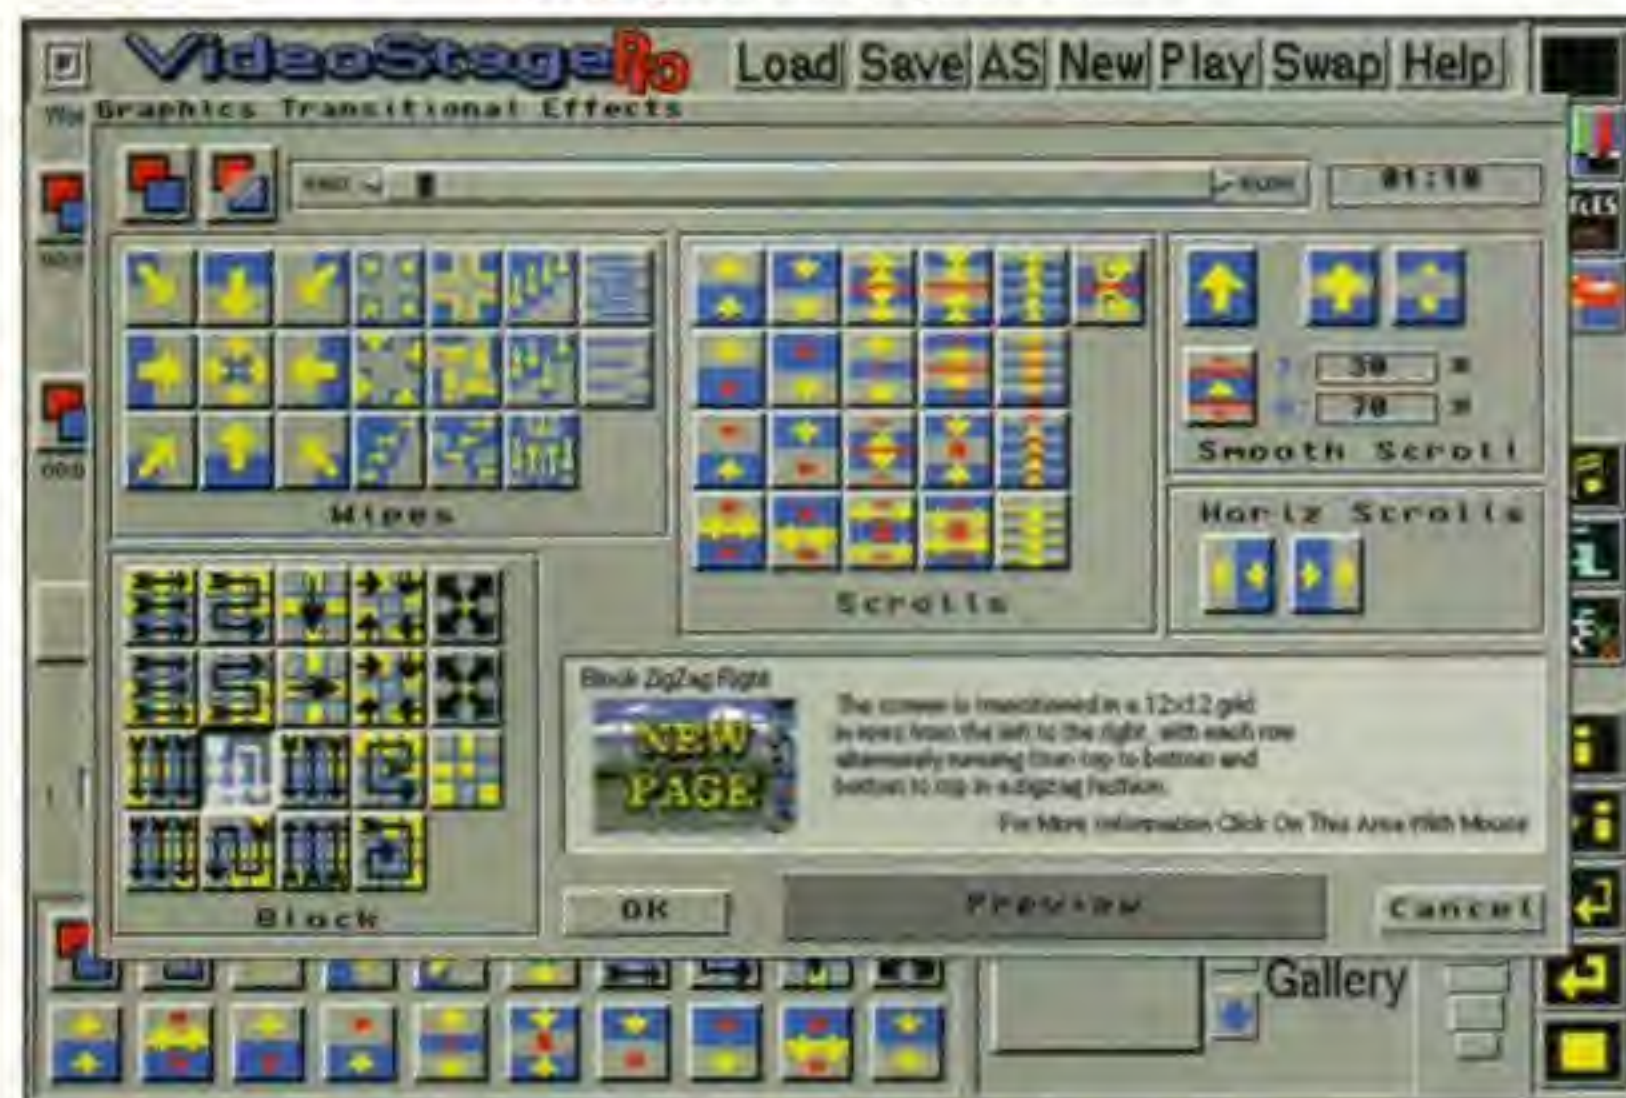 VideoStage Pro
Load Save AS New Play Swap Help
Graphics Transitional Effects
01:10
Wipes
Scrolls
30
70
Smooth Scroll
Horiz Scrolls
Block
Block ZigZag Right
NEW
PAGE
The screen is transitioned in a 12x12 grid
in rows from the left to the right, with each row
alternately running from top to bottom and
bottom to top in a zigzag fashion.
For More Information Click On This Area With Mouse
OK
Preview
Cancel
Gallery